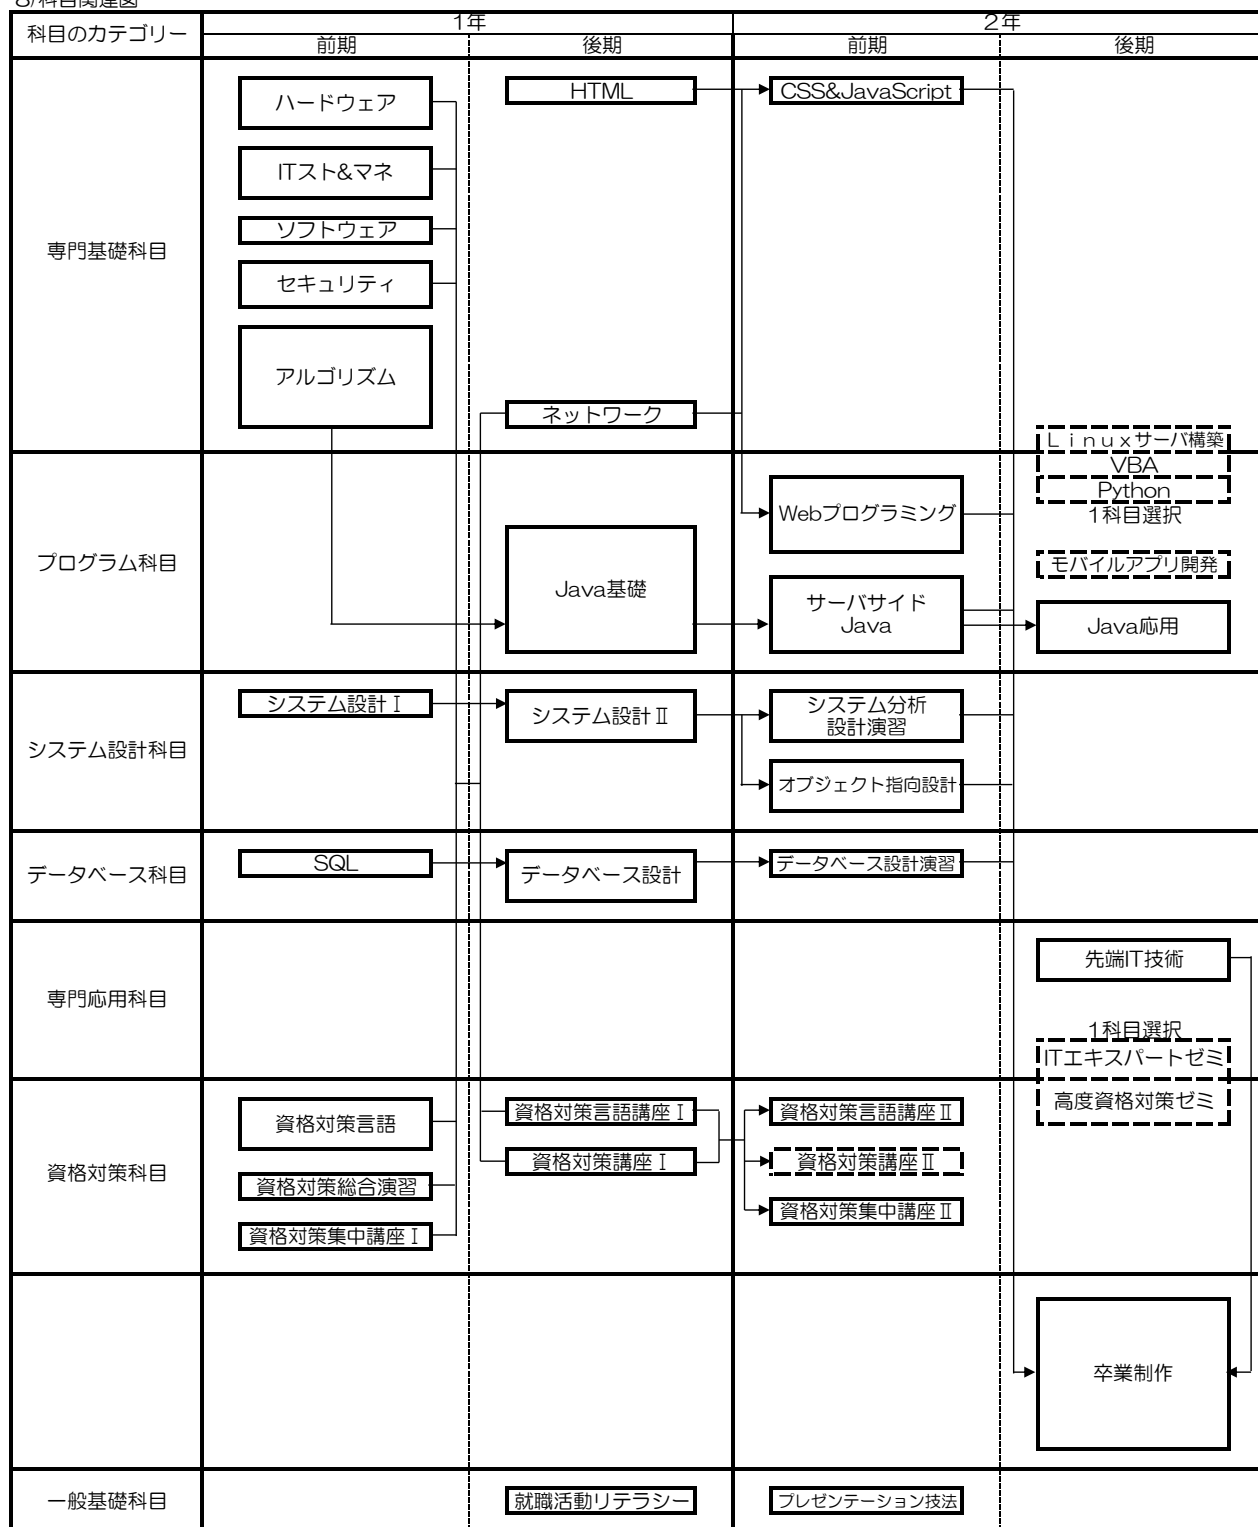 8/科目関連図
科目のカテゴリー
1年
2年
前期
後期
前期
後期
専門基礎科目
ハードウェア
HTML
CSS&JavaScript
ITスト&マネ
ソフトウェア
セキュリティ
アルゴリズム
ネットワーク
Linuxサーバ構築
VBA
Python
1科目選択
プログラム科目
Webプログラミング
Java基礎
モバイルアプリ開発
サーバサイド
Java
Java応用
システム設計科目
システム設計Ⅰ
システム設計Ⅱ
システム分析
設計演習
オブジェクト指向設計
データベース科目
SQL
データベース設計
データベース設計演習
専門応用科目
先端IT技術
1科目選択
ITエキスパートゼミ
高度資格対策ゼミ
資格対策科目
資格対策言語
資格対策言語講座Ⅰ
資格対策言語講座Ⅱ
資格対策講座Ⅰ
資格対策講座Ⅱ
資格対策総合演習
資格対策集中講座Ⅰ
資格対策集中講座Ⅱ
卒業制作
一般基礎科目
就職活動リテラシー
プレゼンテーション技法